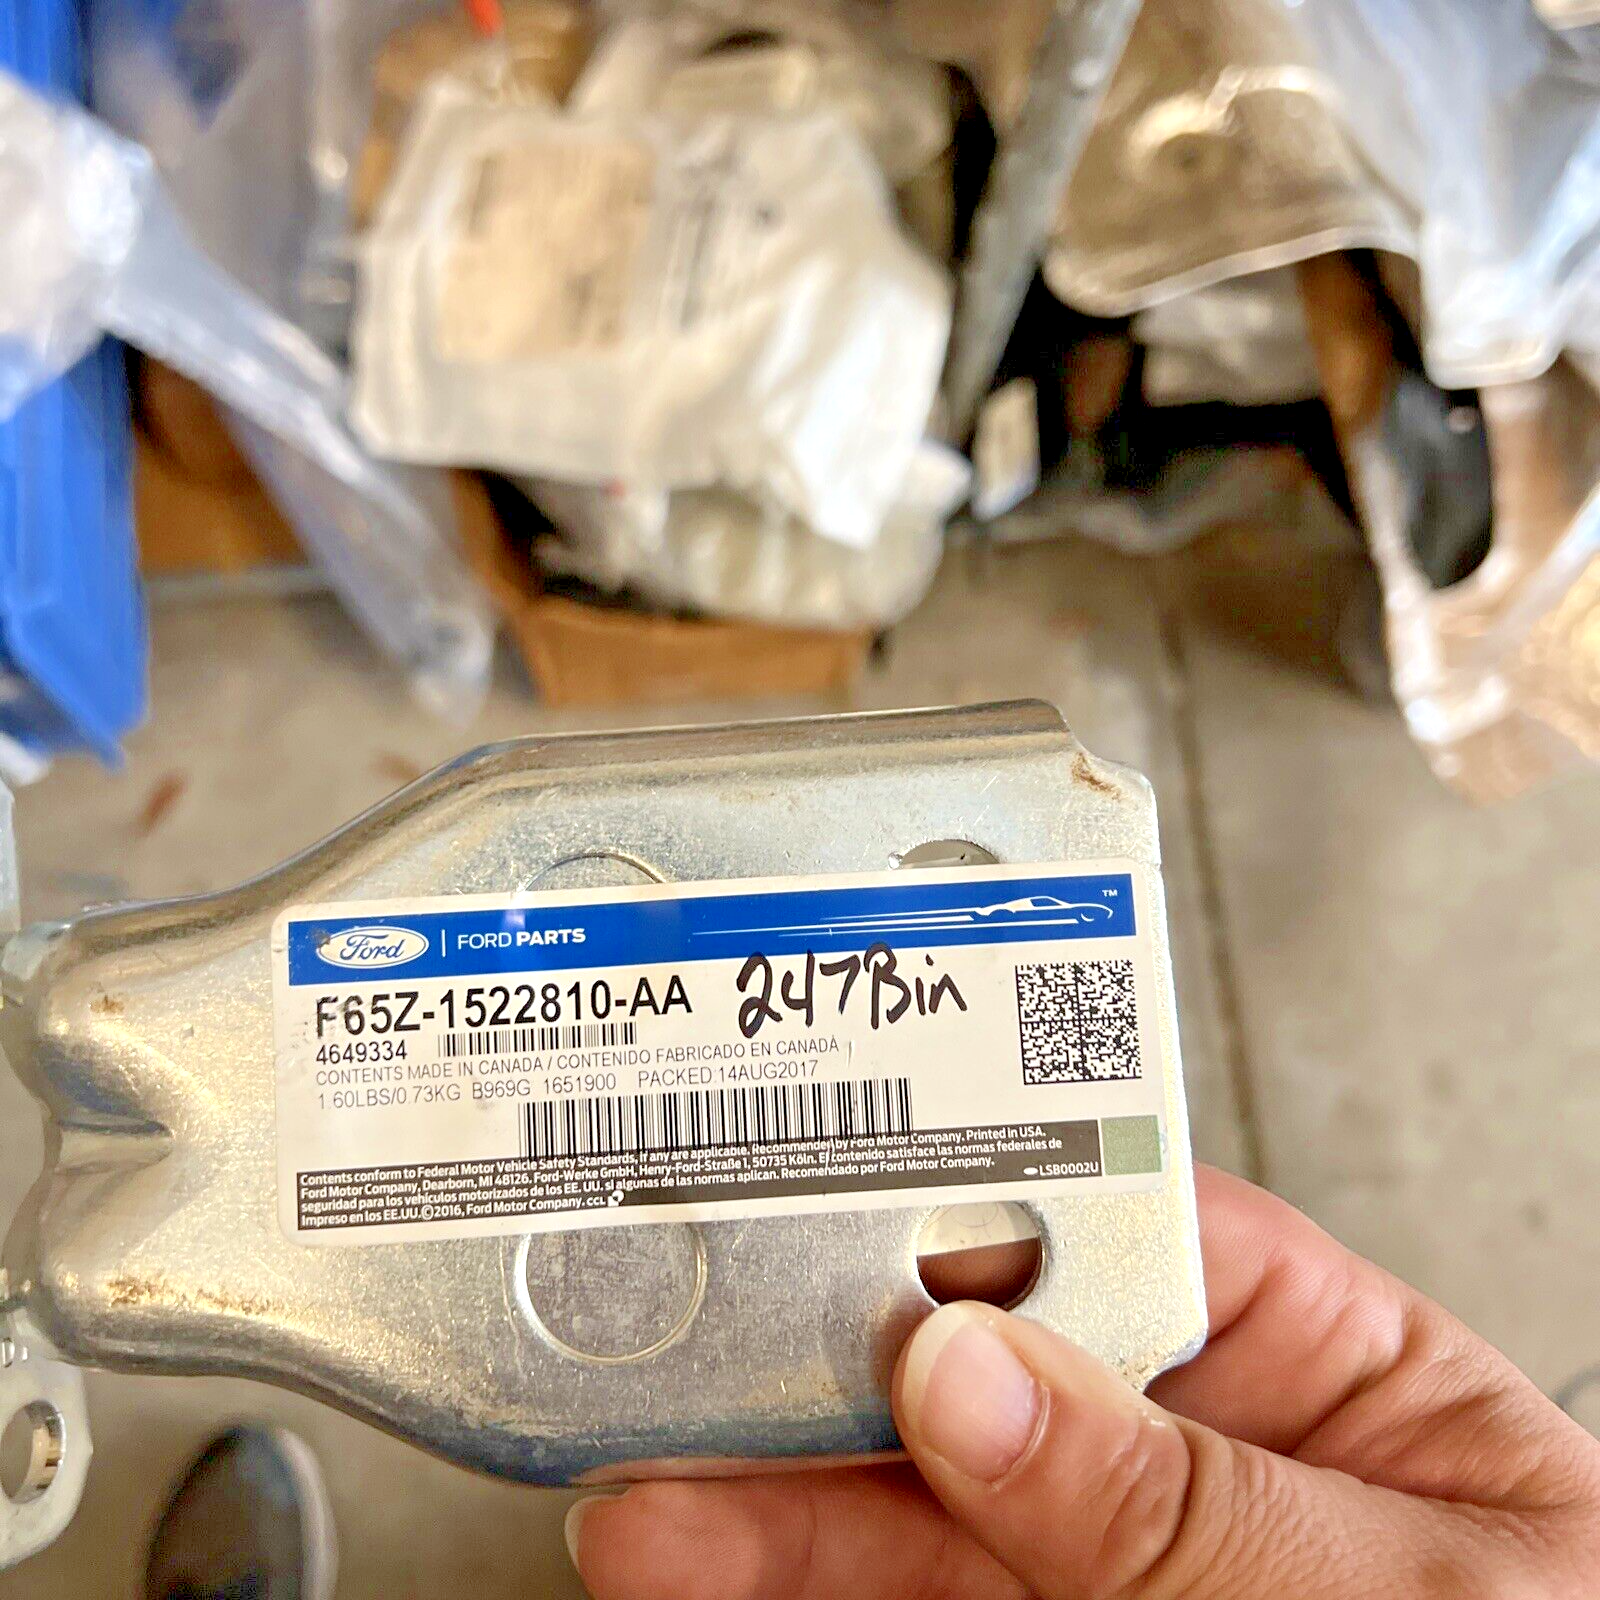 Ford | FORD PARTS ™
F65Z-1522810-AA 247Bin
4649334
CONTENTS MADE IN CANADA / CONTENIDO FABRICADO EN CANADÁ
1.60LBS/0.73KG B969G 1651900 PACKED:14AUG2017
Contents conform to Federal Motor Vehicle Safety Standards, if any are applicable. Recommended by Ford Motor Company. Printed in USA.
Ford Motor Company, Dearborn, MI 48126. Ford-Werke GmbH, Henry-Ford-Straße 1, 50735 Köln. El contenido satisface las normas federales de
seguridad para los vehículos motorizados de los EE. UU. si algunas de las normas aplican. Recomendado por Ford Motor Company.
Impreso en los EE.UU.©2016, Ford Motor Company. CCL
LSB0002U